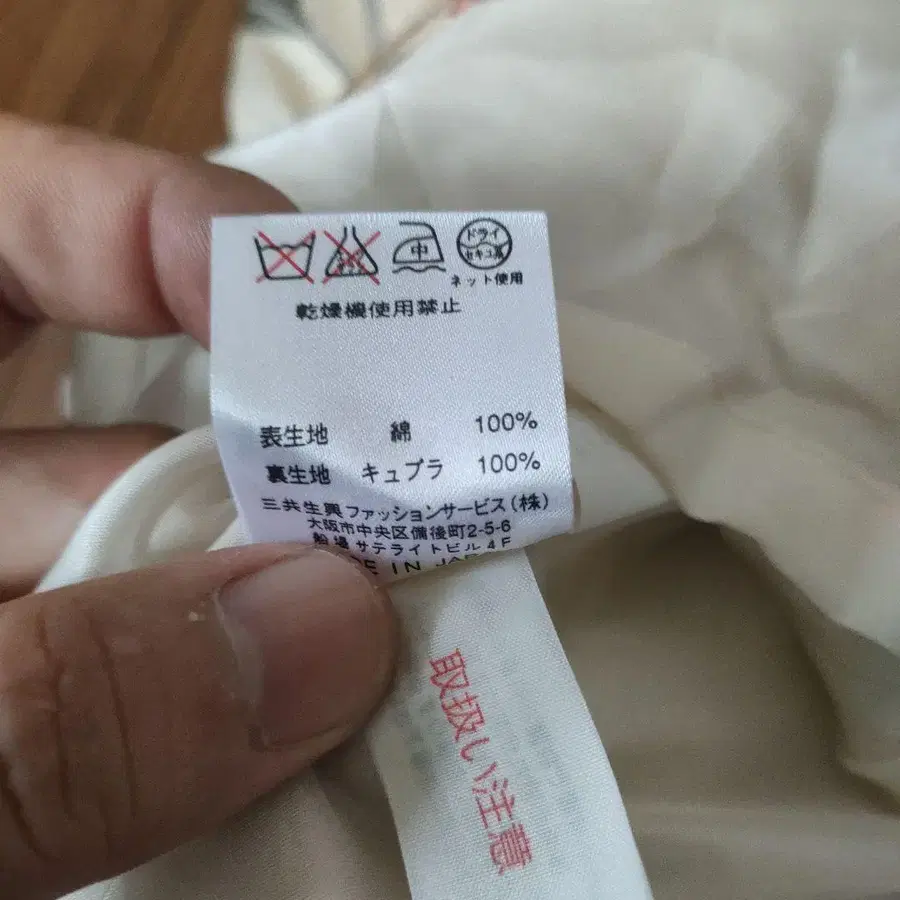 中
ドライ
セキユ系
ネット使用
乾燥機使用禁止
表生地 綿 100%
裏生地 キュプラ 100%
三共生興ファッションサービス(株)
大阪市中央区備後町2-5-6
船場サテライトビル4F
IN
取扱い注意